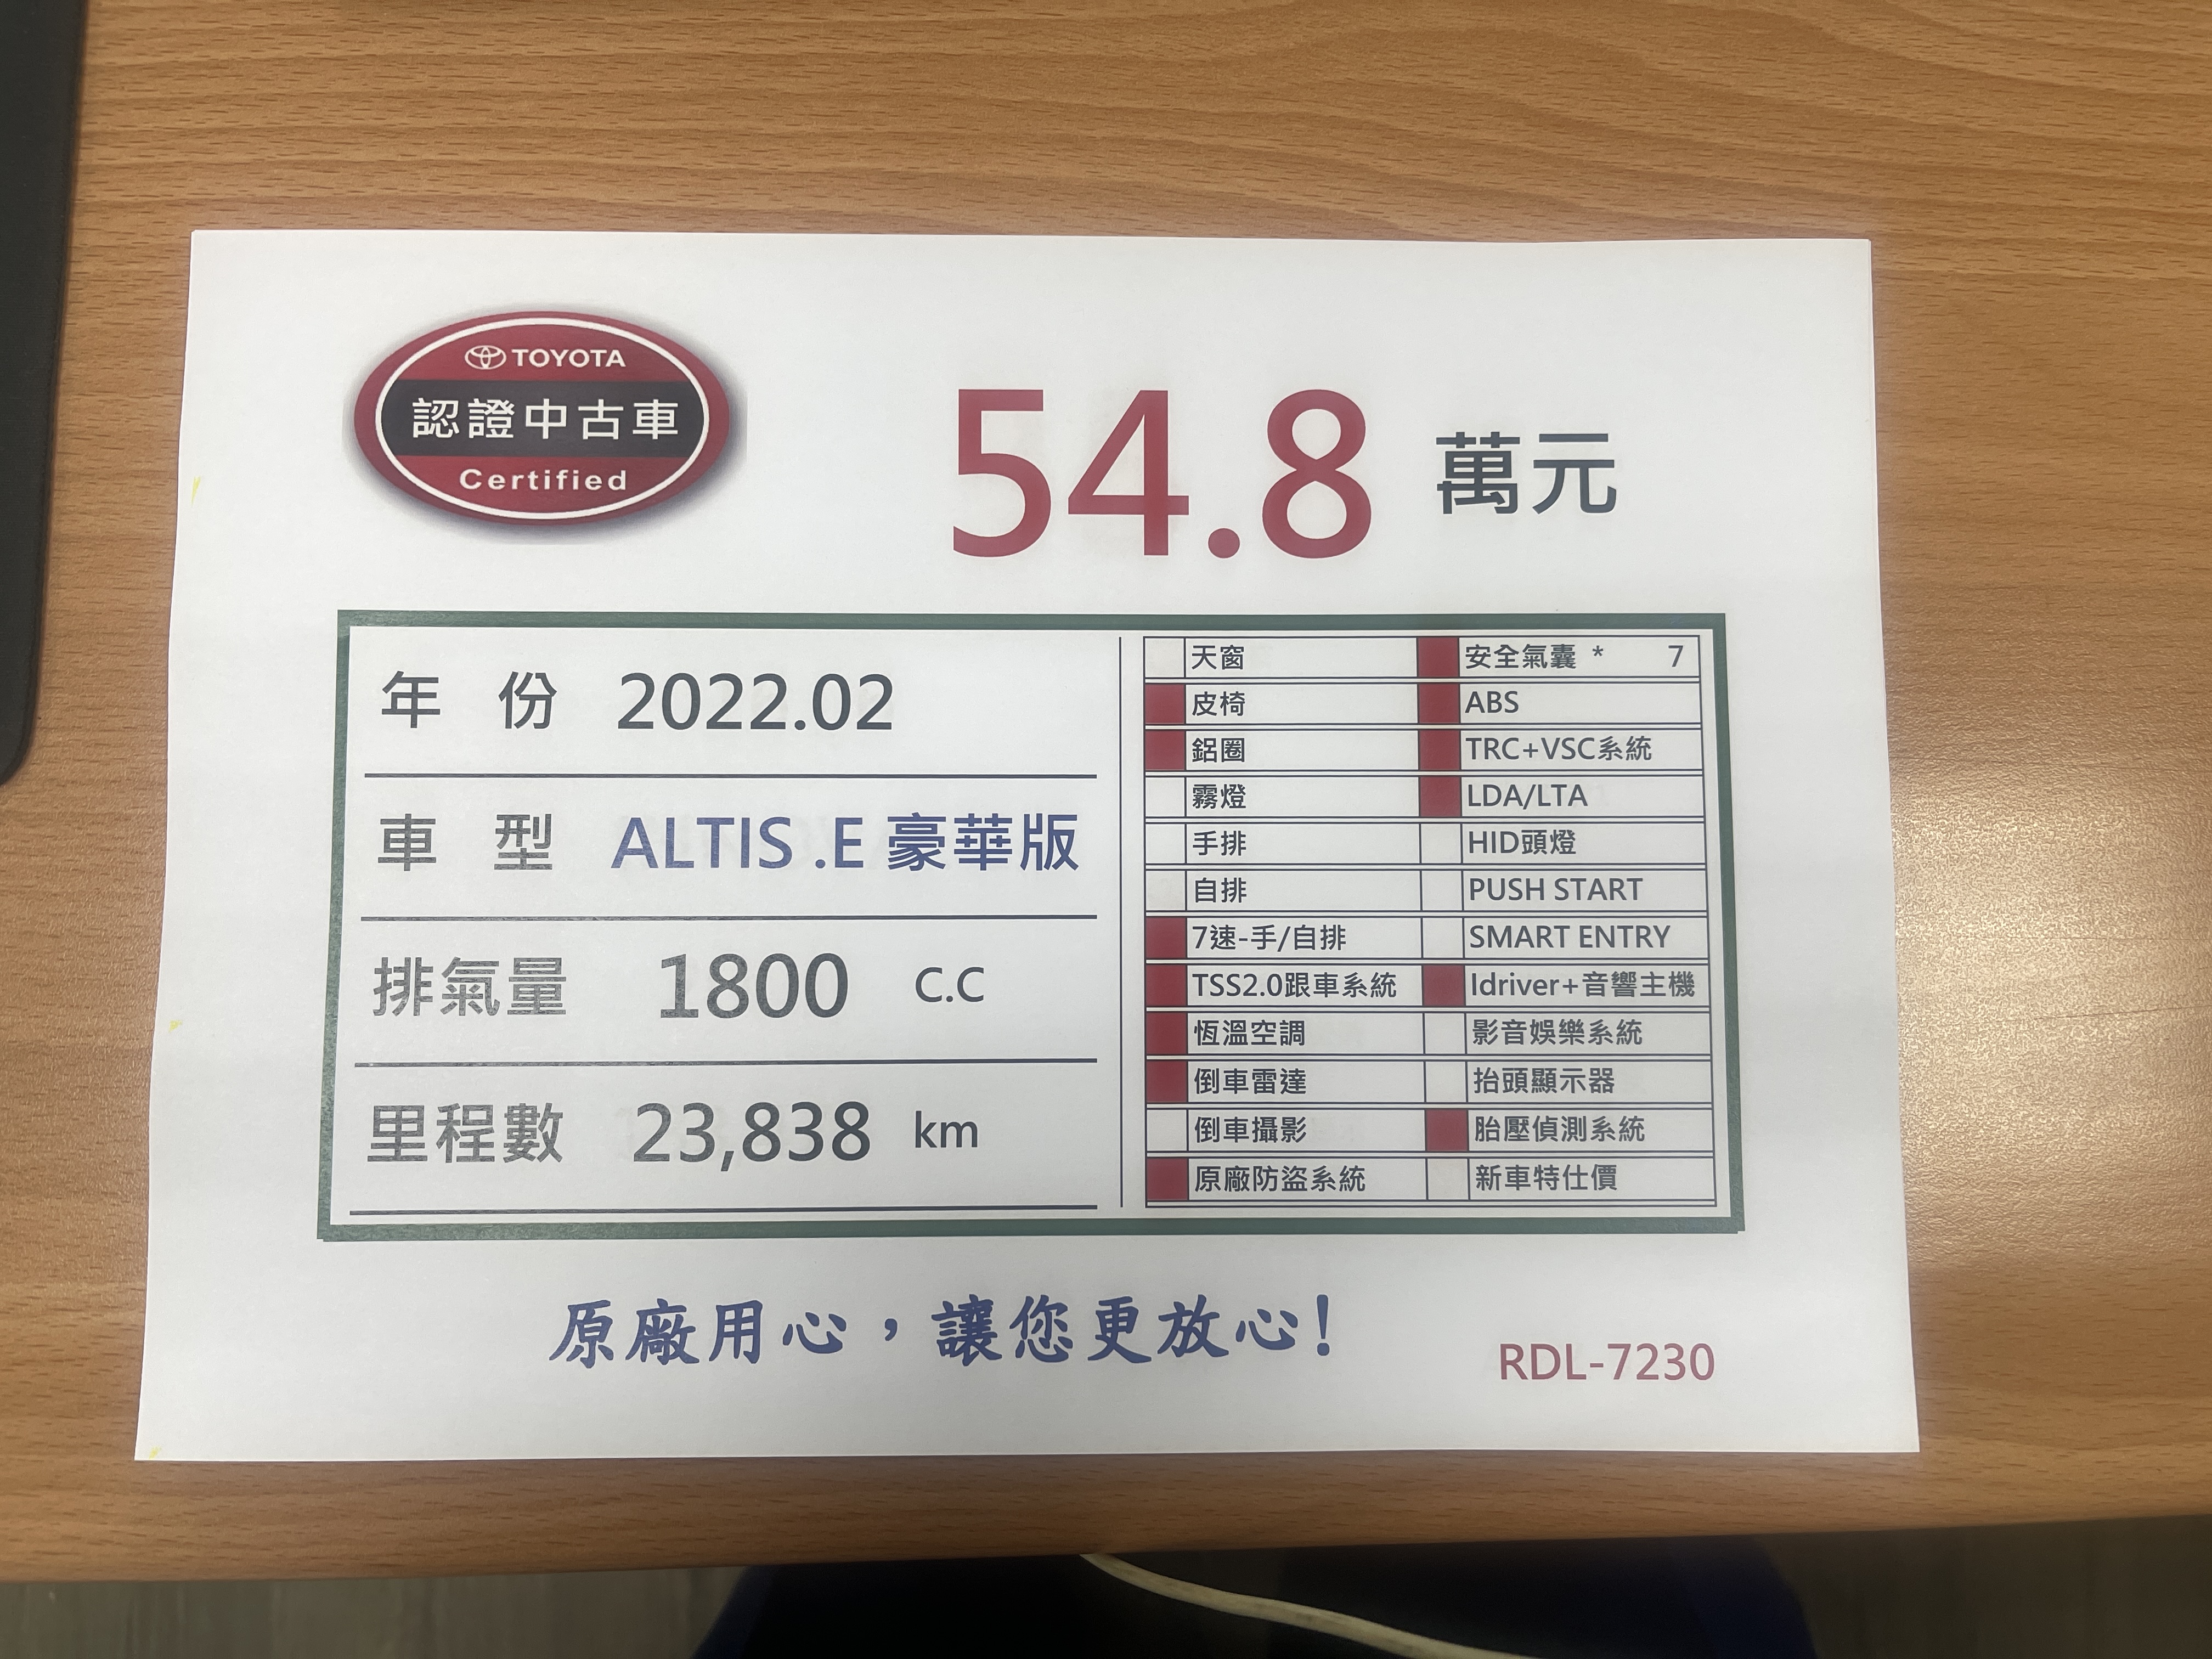 TOYOTA
認證中古車
Certified
54.8 萬元
年 份 2022.02
車 型 ALTIS .E 豪華版
排氣量 1800 C.C
里程數 23,838 km
天窗 安全氣囊 * 7
皮椅 ABS
鋁圈 TRC+VSC系統
霧燈 LDA/LTA
手排 HID頭燈
自排 PUSH START
7速-手/自排 SMART ENTRY
TSS2.0跟車系統 Idriver+音響主機
恆溫空調 影音娛樂系統
倒車雷達 抬頭顯示器
倒車攝影 胎壓偵測系統
原廠防盜系統 新車特仕價
原廠用心，讓您更放心!
RDL-7230